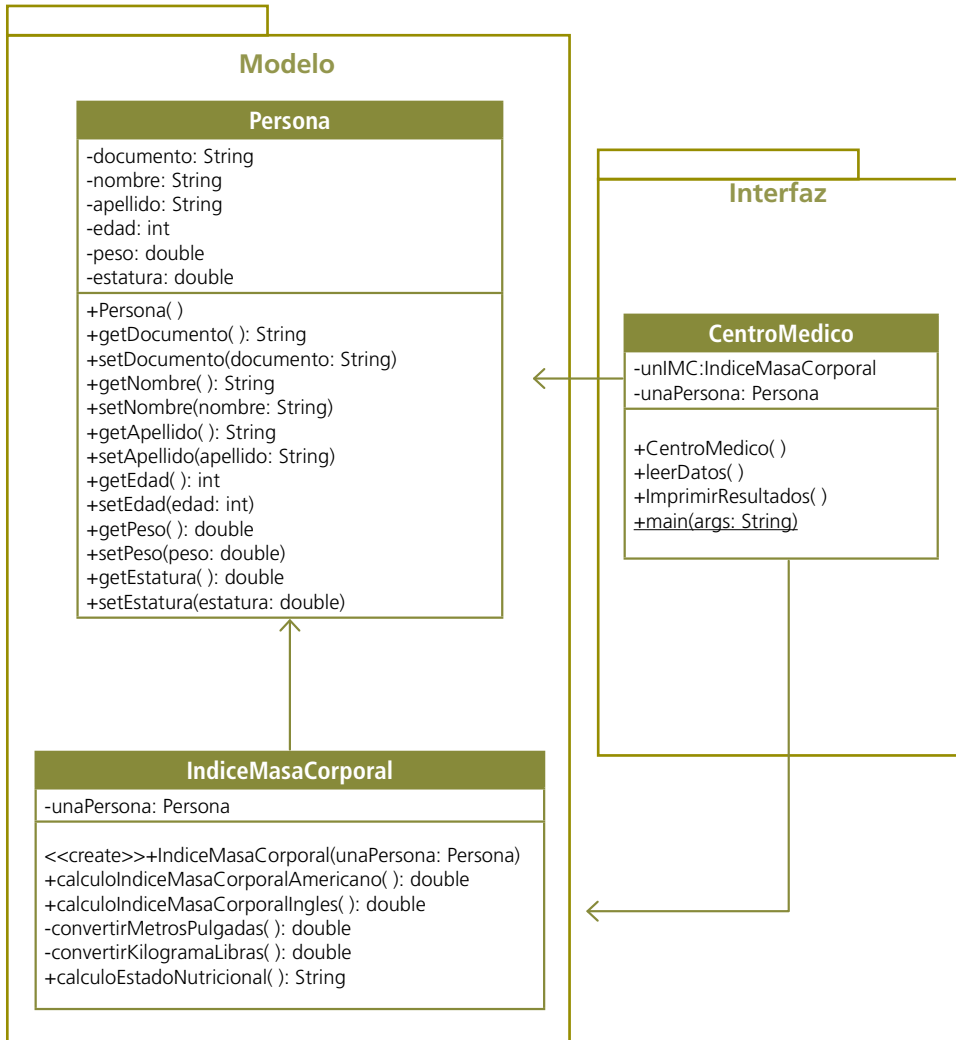 Modelo
Persona
-documento: String
-nombre: String
-apellido: String
-edad: int
-peso: double
-estatura: double
+Persona( )
+getDocumento( ): String
+setDocumento(documento: String)
+getNombre( ): String
+setNombre(nombre: String)
+getApellido( ): String
+setApellido(apellido: String)
+getEdad( ): int
+setEdad(edad: int)
+getPeso( ): double
+setPeso(peso: double)
+getEstatura( ): double
+setEstatura(estatura: double)
IndiceMasaCorporal
-unaPersona: Persona
<<create>>+IndiceMasaCorporal(unaPersona: Persona)
+calculoIndiceMasaCorporalAmericano( ): double
+calculoIndiceMasaCorporalIngles( ): double
-convertirMetrosPulgadas( ): double
-convertirKilogramaLibras( ): double
+calculoEstadoNutricional( ): String
Interfaz
CentroMedico
-unIMC:IndiceMasaCorporal
-unaPersona: Persona
+CentroMedico( )
+leerDatos( )
+ImprimirResultados( )
+main(args: String)